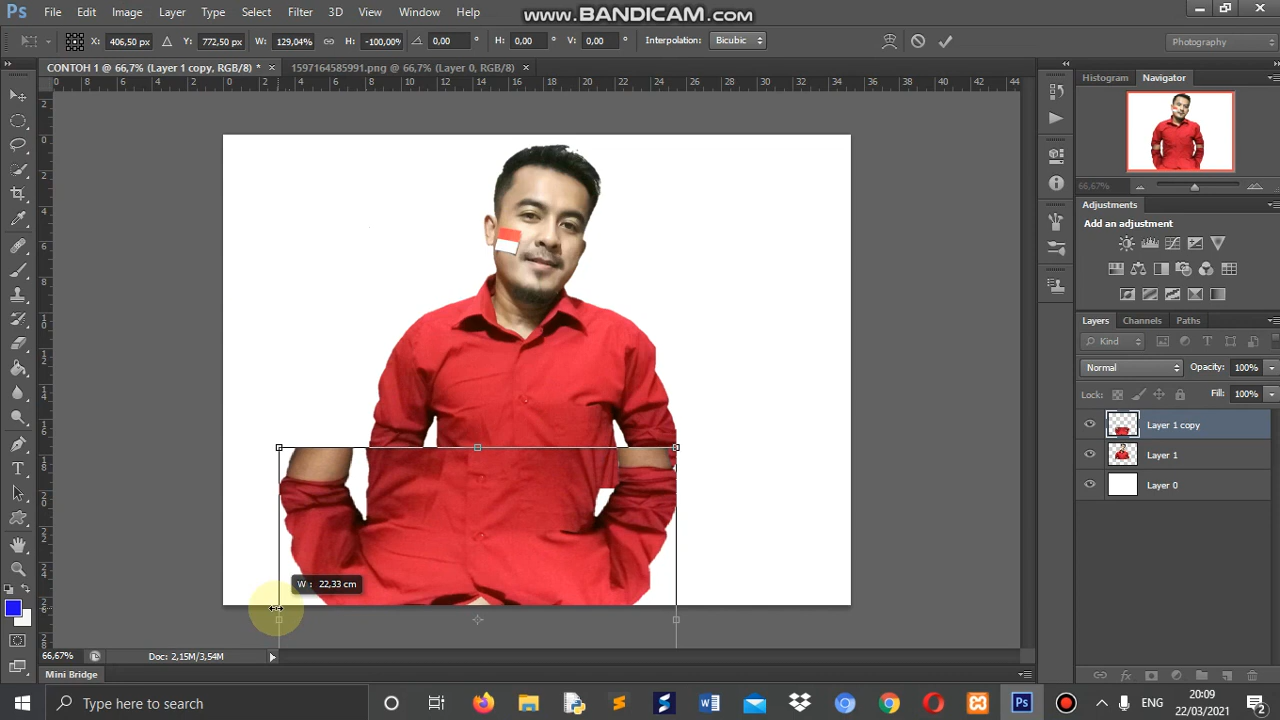 Ps File Edit Image Layer Type Select Filter 3D View Window Help
www.BANDICAM.com
X: 406,50 px Y: 772,50 px W: 129,04% H: -100,00% 0,00 ° H: 0,00 ° V: 0,00 ° Interpolation: Bicubic
Photography
CONTOH 1 @ 66,7% (Layer 1 copy, RGB/8) * ×
1597164585991.png @ 66,7% (Layer 0, RGB/8) ×
Histogram Navigator
66,67%
Adjustments
Add an adjustment
Layers Channels Paths
Kind
Normal Opacity: 100%
Lock: Fill: 100%
Layer 1 copy
Layer 1
Layer 0
W : 22,33 cm
66,67% Doc: 2,15M/3,54M
Mini Bridge
Type here to search
ENG
20:09
22/03/2021
2